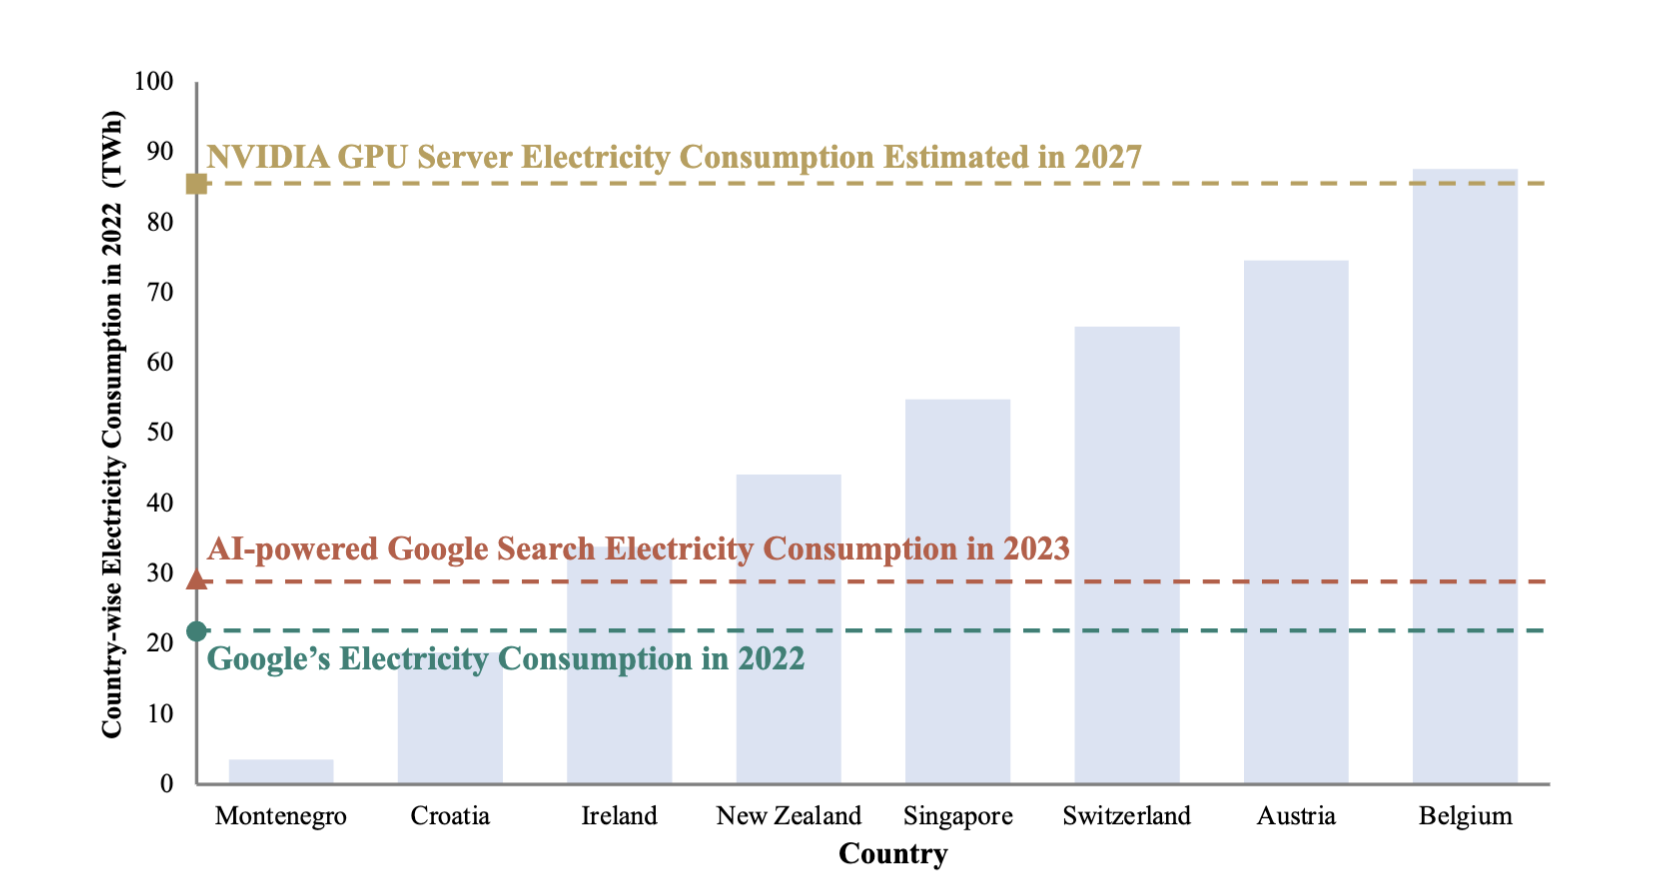 100
90
80
70
60
50
40
30
20
10
0
Country-wise Electricity Consumption in 2022 (TWh)
NVIDIA GPU Server Electricity Consumption Estimated in 2027
AI-powered Google Search Electricity Consumption in 2023
Google’s Electricity Consumption in 2022
Montenegro Croatia Ireland New Zealand Singapore Switzerland Austria Belgium
Country